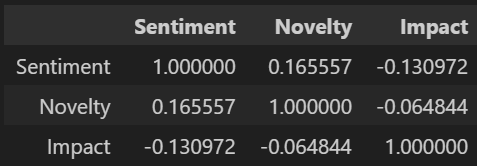 Sentiment Novelty Impact
Sentiment 1.000000 0.165557 -0.130972
Novelty 0.165557 1.000000 -0.064844
Impact -0.130972 -0.064844 1.000000